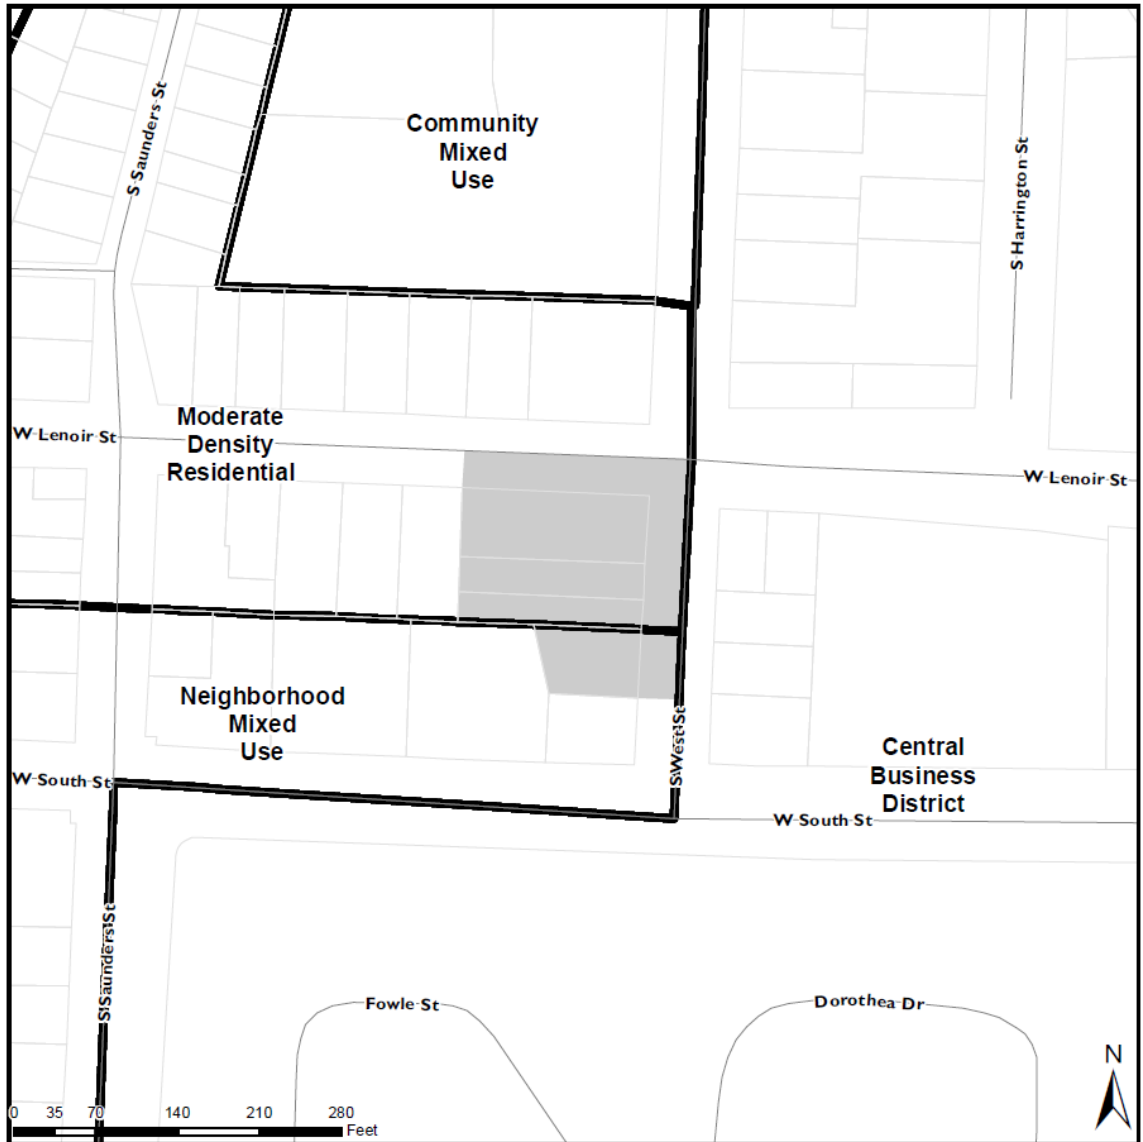 S Saunders St
Community
Mixed
Use
S Harrington St
Moderate
Density
Residential
W Lenoir St
W Lenoir St
Neighborhood
Mixed
Use
S West St
Central
Business
District
W South St
W South St
S Saunders St
Fowle St
Dorothea Dr
N
0 35 70 140 210 280
Feet